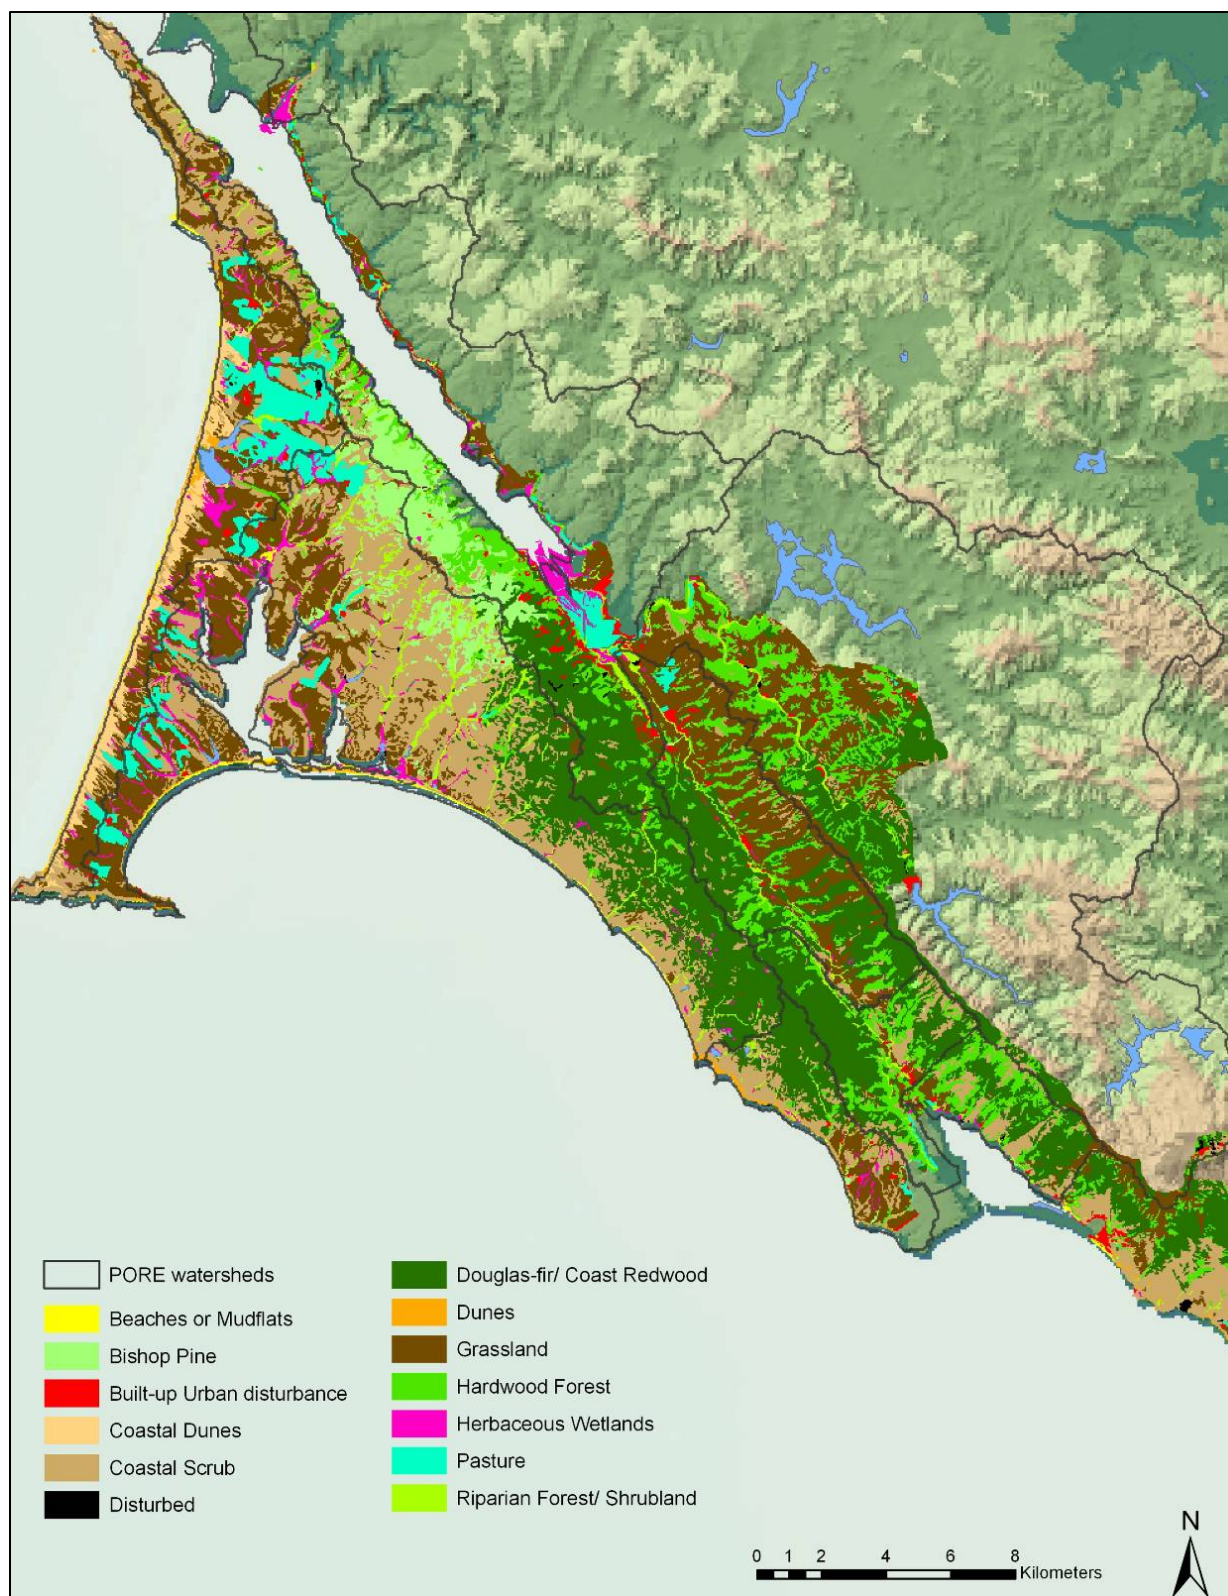 PORE watersheds
Beaches or Mudflats
Bishop Pine
Built-up Urban disturbance
Coastal Dunes
Coastal Scrub
Disturbed
Douglas-fir/ Coast Redwood
Dunes
Grassland
Hardwood Forest
Herbaceous Wetlands
Pasture
Riparian Forest/ Shrubland
N
0 1 2 4 6 8
Kilometers